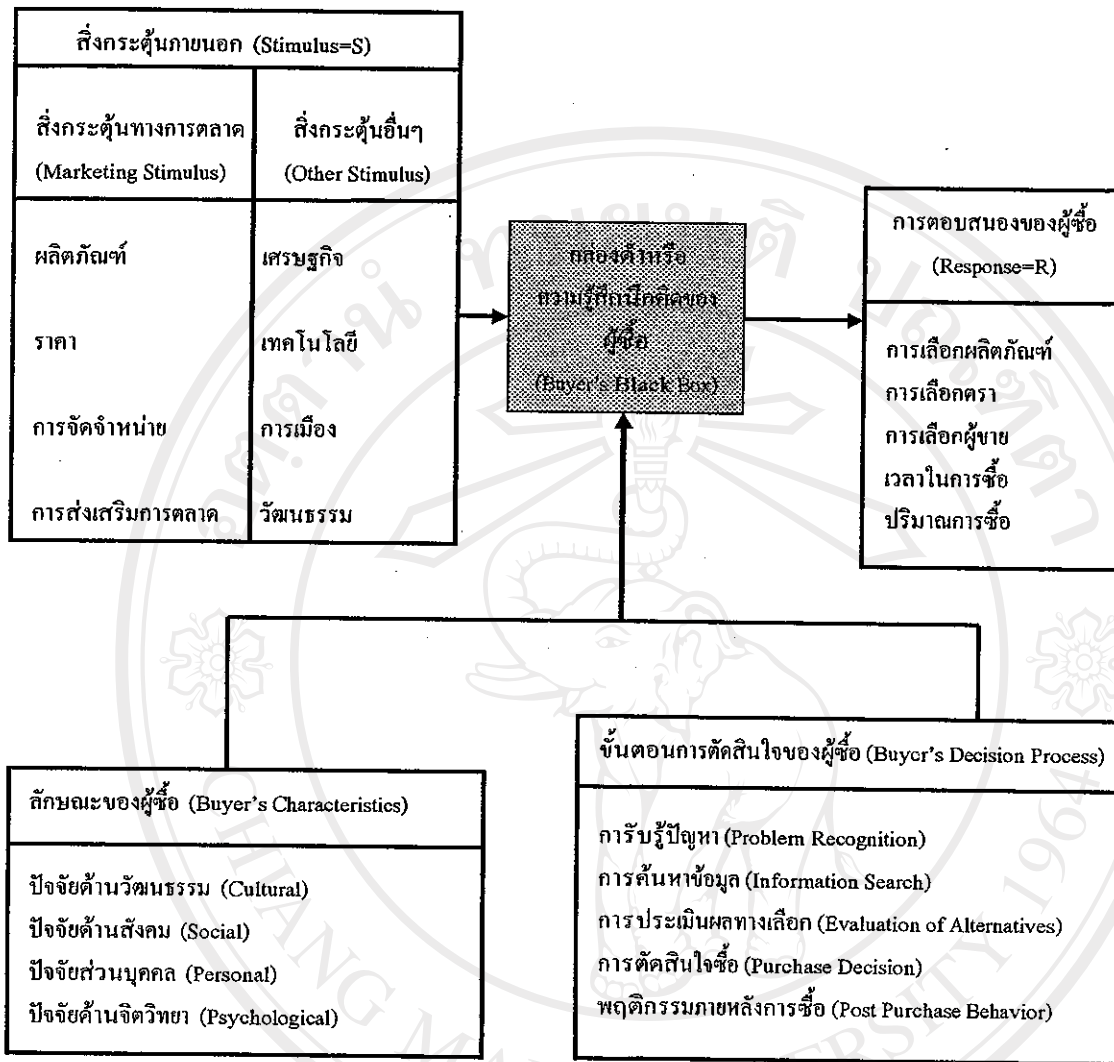 สิ่งกระตุ้นภายนอก (Stimulus=S)
สิ่งกระตุ้นทางการตลาด
(Marketing Stimulus)
สิ่งกระตุ้นอื่นๆ
(Other Stimulus)
ผลิตภัณฑ์
ราคา
การจัดจำหน่าย
การส่งเสริมการตลาด
เศรษฐกิจ
เทคโนโลยี
การเมือง
วัฒนธรรม
กล่องดำหรือ
ความรู้สึกนึกคิดของ
ผู้ซื้อ
(Buyer's Black Box)
การตอบสนองของผู้ซื้อ
(Response=R)
การเลือกผลิตภัณฑ์
การเลือกตรา
การเลือกผู้ขาย
เวลาในการซื้อ
ปริมาณการซื้อ
ลักษณะของผู้ซื้อ (Buyer's Characteristics)
ปัจจัยด้านวัฒนธรรม (Cultural)
ปัจจัยด้านสังคม (Social)
ปัจจัยส่วนบุคคล (Personal)
ปัจจัยด้านจิตวิทยา (Psychological)
ขั้นตอนการตัดสินใจของผู้ซื้อ (Buyer's Decision Process)
การับรู้ปัญหา (Problem Recognition)
การค้นหาข้อมูล (Information Search)
การประเมินผลทางเลือก (Evaluation of Alternatives)
การตัดสินใจซื้อ (Purchase Decision)
พฤติกรรมภายหลังการซื้อ (Post Purchase Behavior)
1964